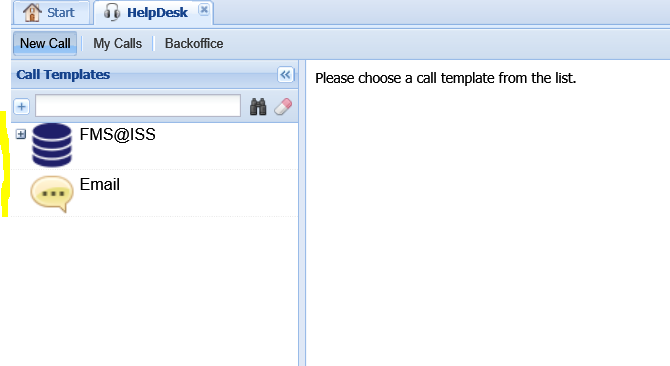 Start
HelpDesk
New Call
My Calls
Backoffice
Call Templates
Please choose a call template from the list.
FMS@ISS
Email